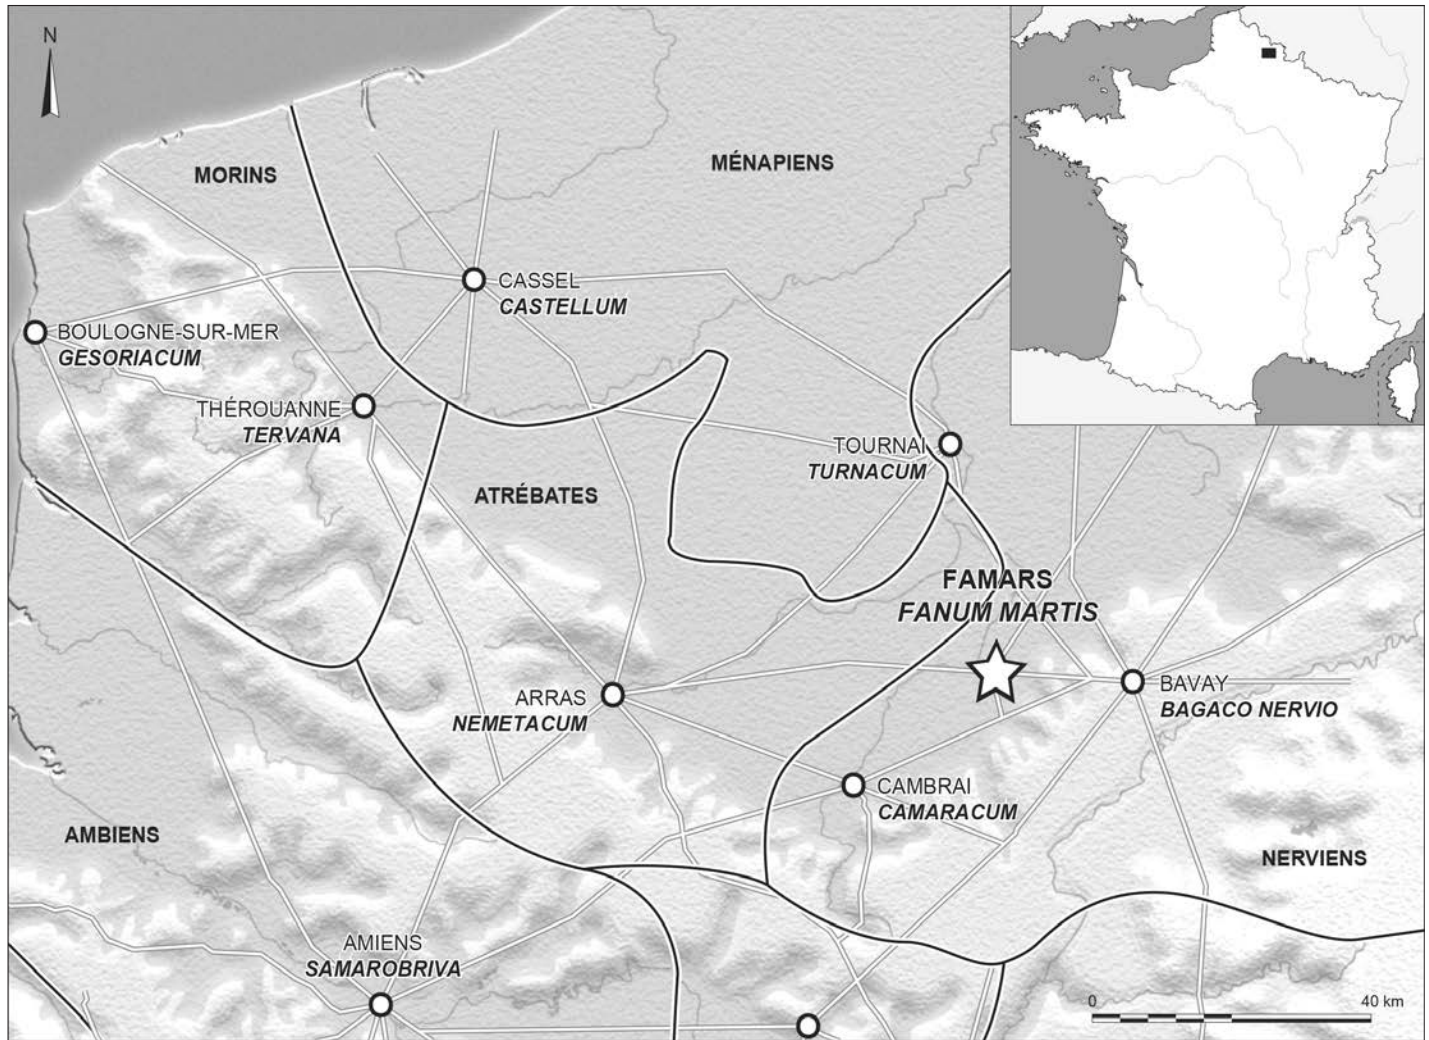 N
MORINS
MÉNAPIENS
CASSEL
CASTELLUM
BOULOGNE-SUR-MER
GESORIACUM
THÉROUANNE
TERVANA
TOURNAI
TURNACUM
ATRÉBATES
FAMARS
FANUM MARTIS
ARRAS
NEMETACUM
BAVAY
BAGACO NERVIO
CAMBRAI
CAMARACUM
AMBIENS
NERVIENS
AMIENS
SAMAROBRIVA
0 40 km